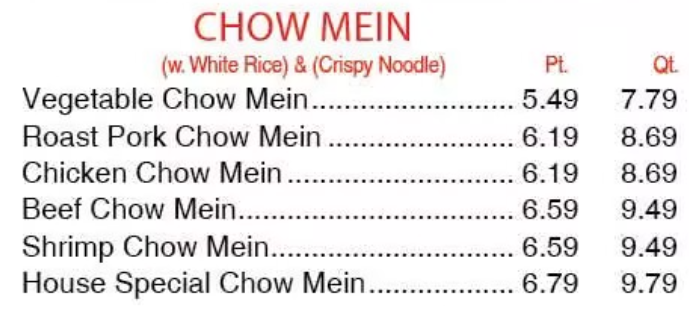 CHOW MEIN
(w. White Rice) & (Crispy Noodle) Pt. Qt.
Vegetable Chow Mein......................... 5.49 7.79
Roast Pork Chow Mein ....................... 6.19 8.69
Chicken Chow Mein ............................ 6.19 8.69
Beef Chow Mein.................................. 6.59 9.49
Shrimp Chow Mein.............................. 6.59 9.49
House Special Chow Mein.................. 6.79 9.79